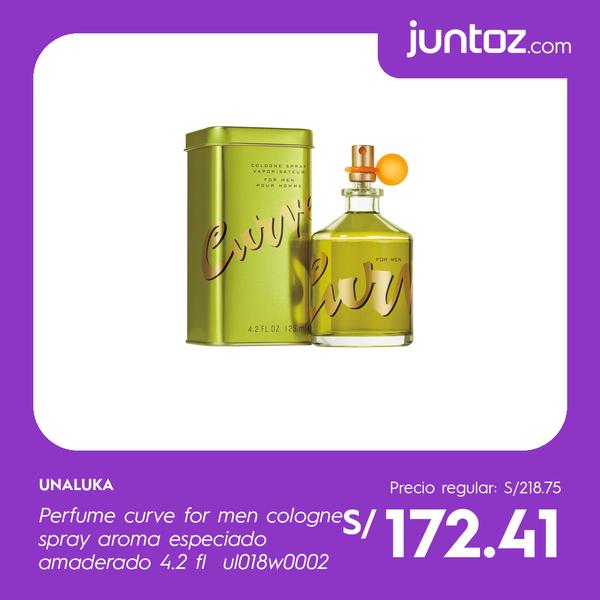 juntoz.com
COLOGNE SPRAY
VAPORISATEUR
FOR MEN
POUR HOMME
Curve
4.2 FL OZ 125 ml
FOR MEN
Curv
UNALUKA
Perfume curve for men cologne
spray aroma especiado
amaderado 4.2 fl ul018w0002
Precio regular: S/218.75
S/172.41